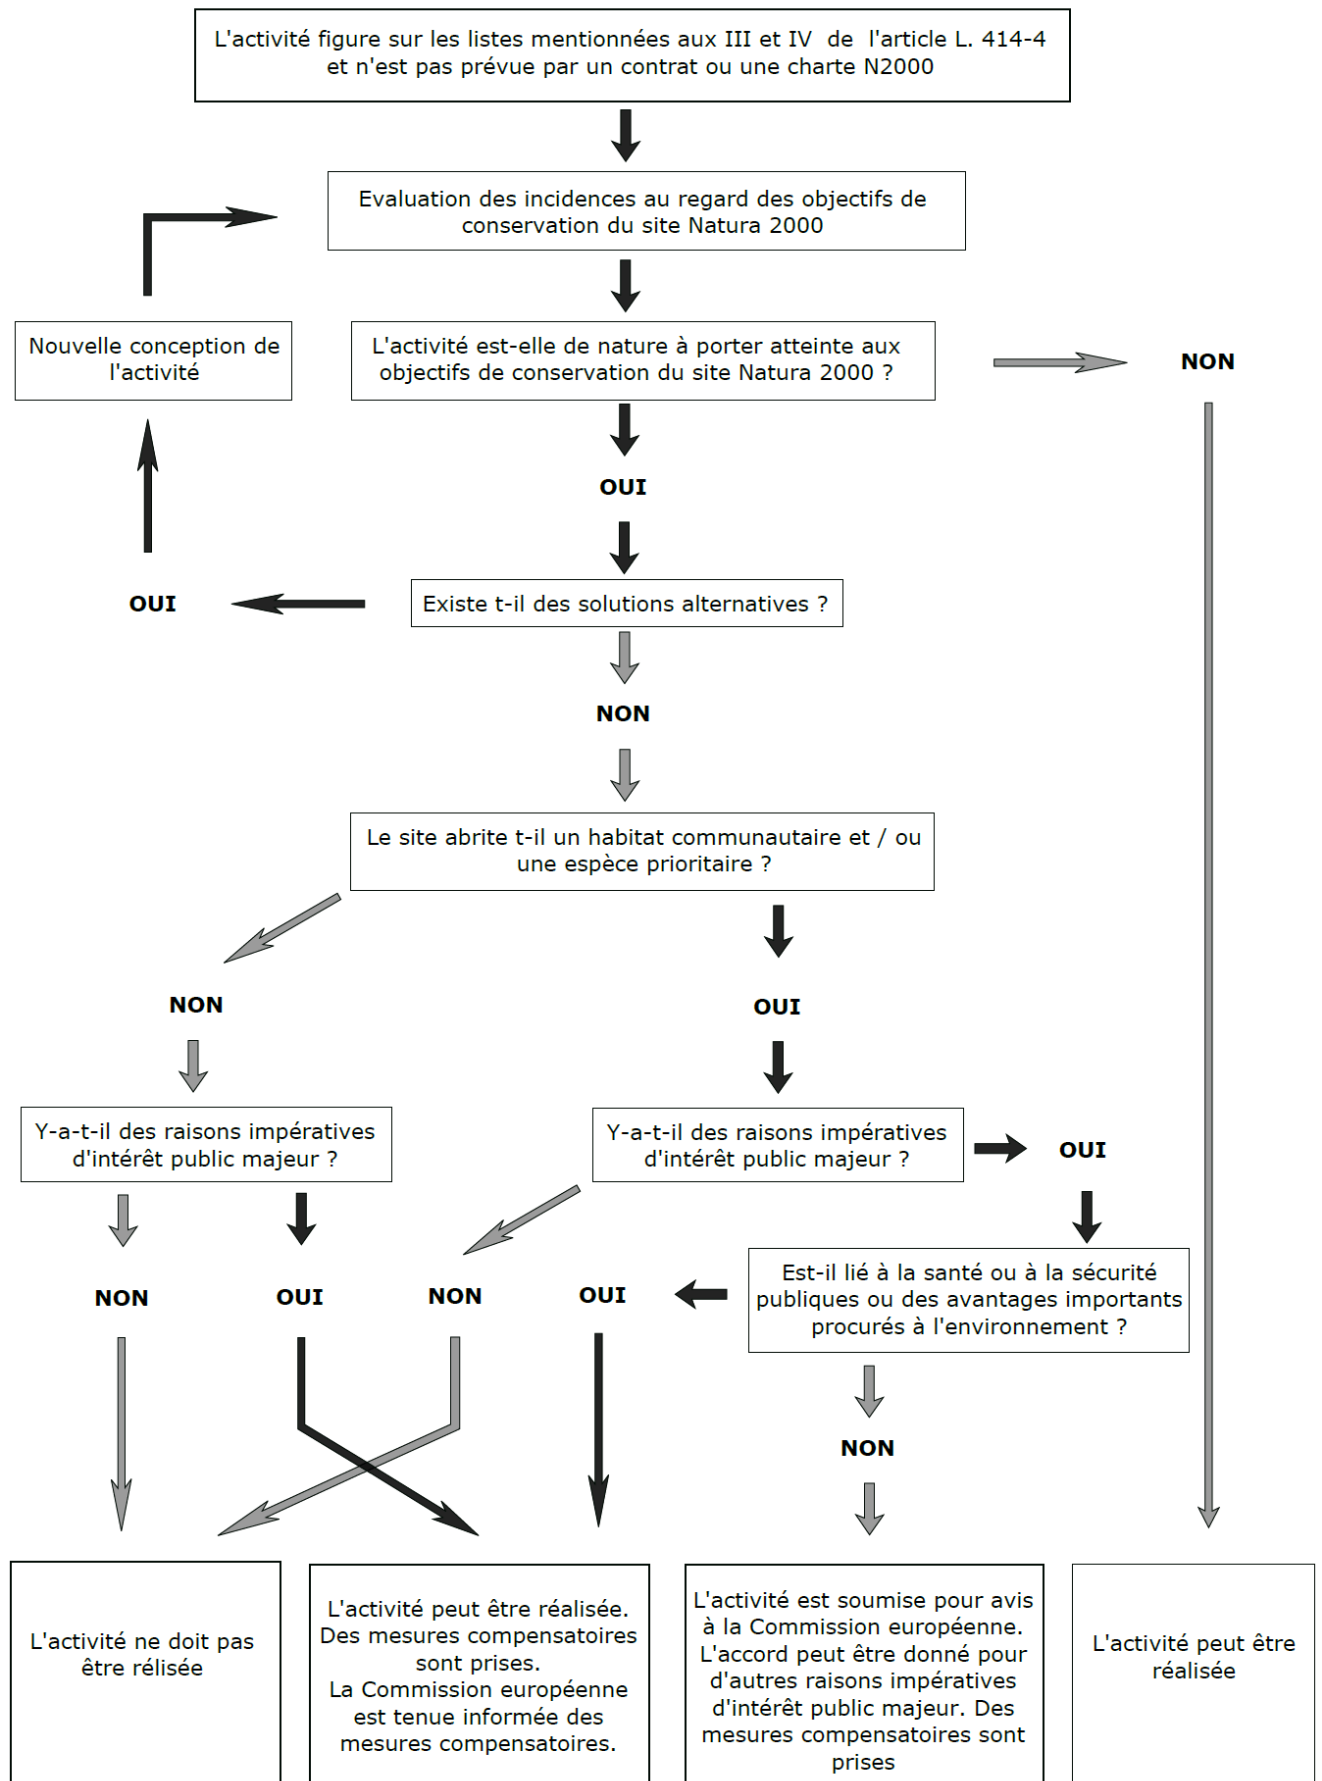 L'activité figure sur les listes mentionnées aux III et IV de l'article L. 414-4
et n'est pas prévue par un contrat ou une charte N2000
Evaluation des incidences au regard des objectifs de
conservation du site Natura 2000
Nouvelle conception de
l'activité
L'activité est-elle de nature à porter atteinte aux
objectifs de conservation du site Natura 2000 ?
NON
OUI
OUI
Existe t-il des solutions alternatives ?
NON
Le site abrite t-il un habitat communautaire et / ou
une espèce prioritaire ?
NON
OUI
Y-a-t-il des raisons impératives
d'intérêt public majeur ?
Y-a-t-il des raisons impératives
d'intérêt public majeur ?
OUI
Est-il lié à la santé ou à la sécurité
publiques ou des avantages importants
procurés à l'environnement ?
NON
OUI
NON
OUI
NON
L'activité ne doit pas
être rélisée
L'activité peut être réalisée.
Des mesures compensatoires
sont prises.
La Commission européenne
est tenue informée des
mesures compensatoires.
L'activité est soumise pour avis
à la Commission européenne.
L'accord peut être donné pour
d'autres raisons impératives
d'intérêt public majeur. Des
mesures compensatoires sont
prises
L'activité peut être
réalisée